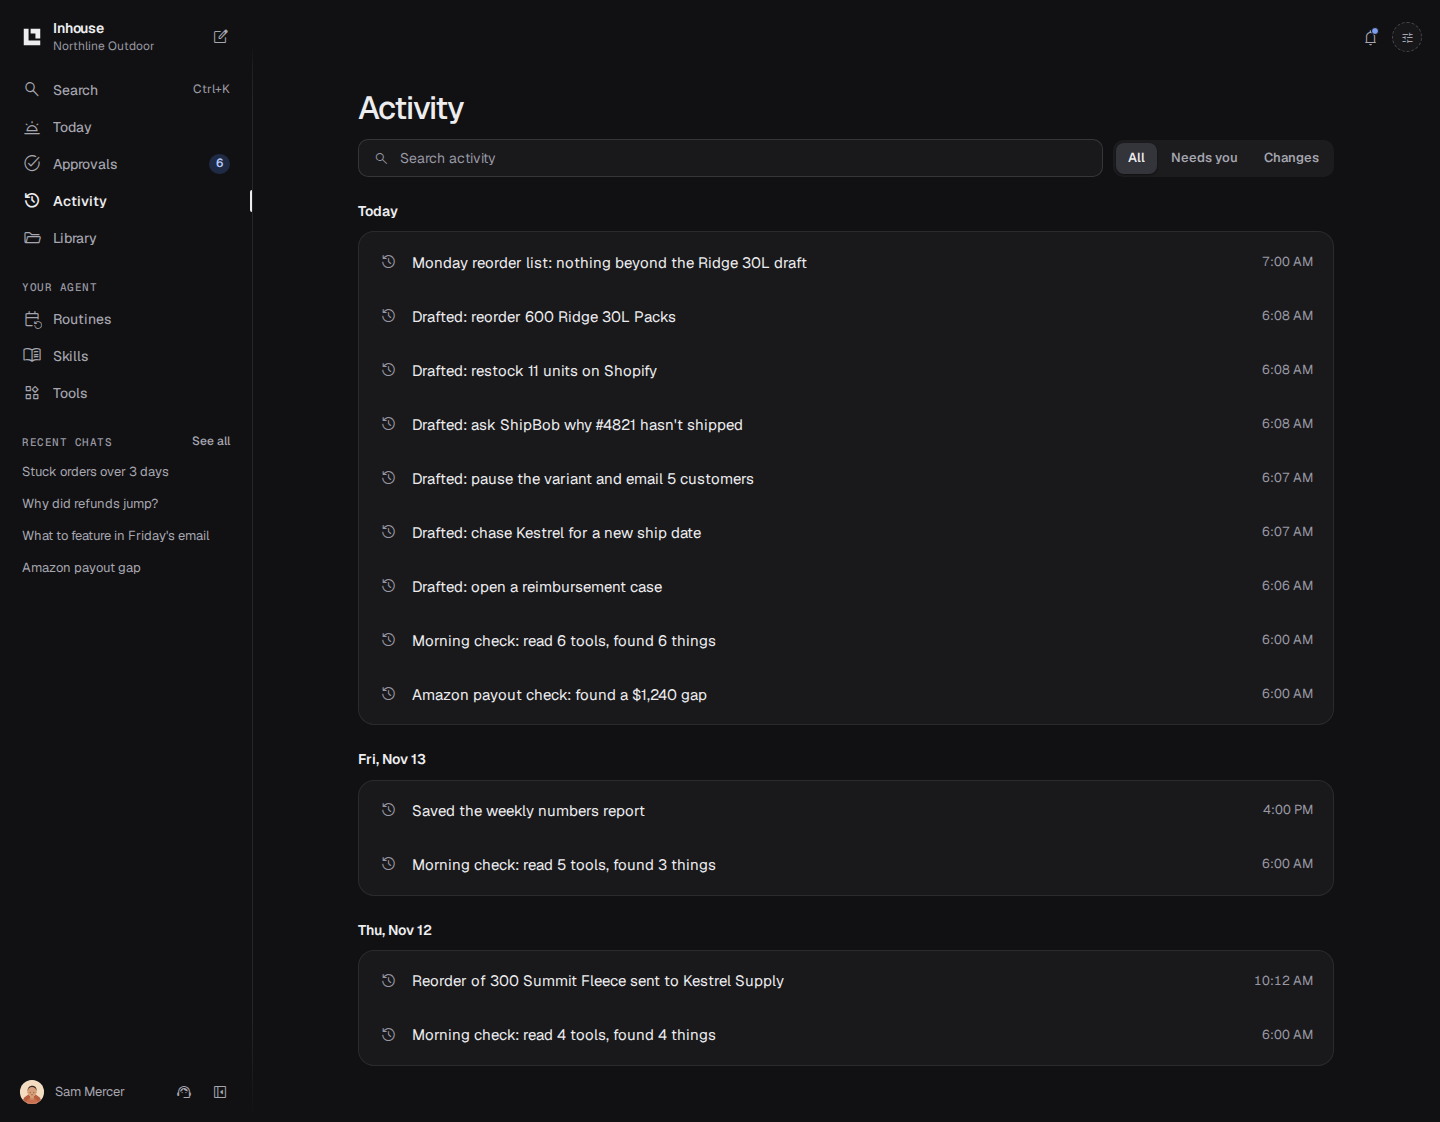 Inhouse
Northline Outdoor
Search
Ctrl+K
Today
Approvals
6
Activity
Library
YOUR AGENT
Routines
Skills
Tools
RECENT CHATS
See all
Stuck orders over 3 days
Why did refunds jump?
What to feature in Friday's email
Amazon payout gap
Sam Mercer
Activity
Search activity
All
Needs you
Changes
Today
Monday reorder list: nothing beyond the Ridge 30L draft
7:00 AM
Drafted: reorder 600 Ridge 30L Packs
6:08 AM
Drafted: restock 11 units on Shopify
6:08 AM
Drafted: ask ShipBob why #4821 hasn't shipped
6:08 AM
Drafted: pause the variant and email 5 customers
6:07 AM
Drafted: chase Kestrel for a new ship date
6:07 AM
Drafted: open a reimbursement case
6:06 AM
Morning check: read 6 tools, found 6 things
6:00 AM
Amazon payout check: found a $1,240 gap
6:00 AM
Fri, Nov 13
Saved the weekly numbers report
4:00 PM
Morning check: read 5 tools, found 3 things
6:00 AM
Thu, Nov 12
Reorder of 300 Summit Fleece sent to Kestrel Supply
10:12 AM
Morning check: read 4 tools, found 4 things
6:00 AM